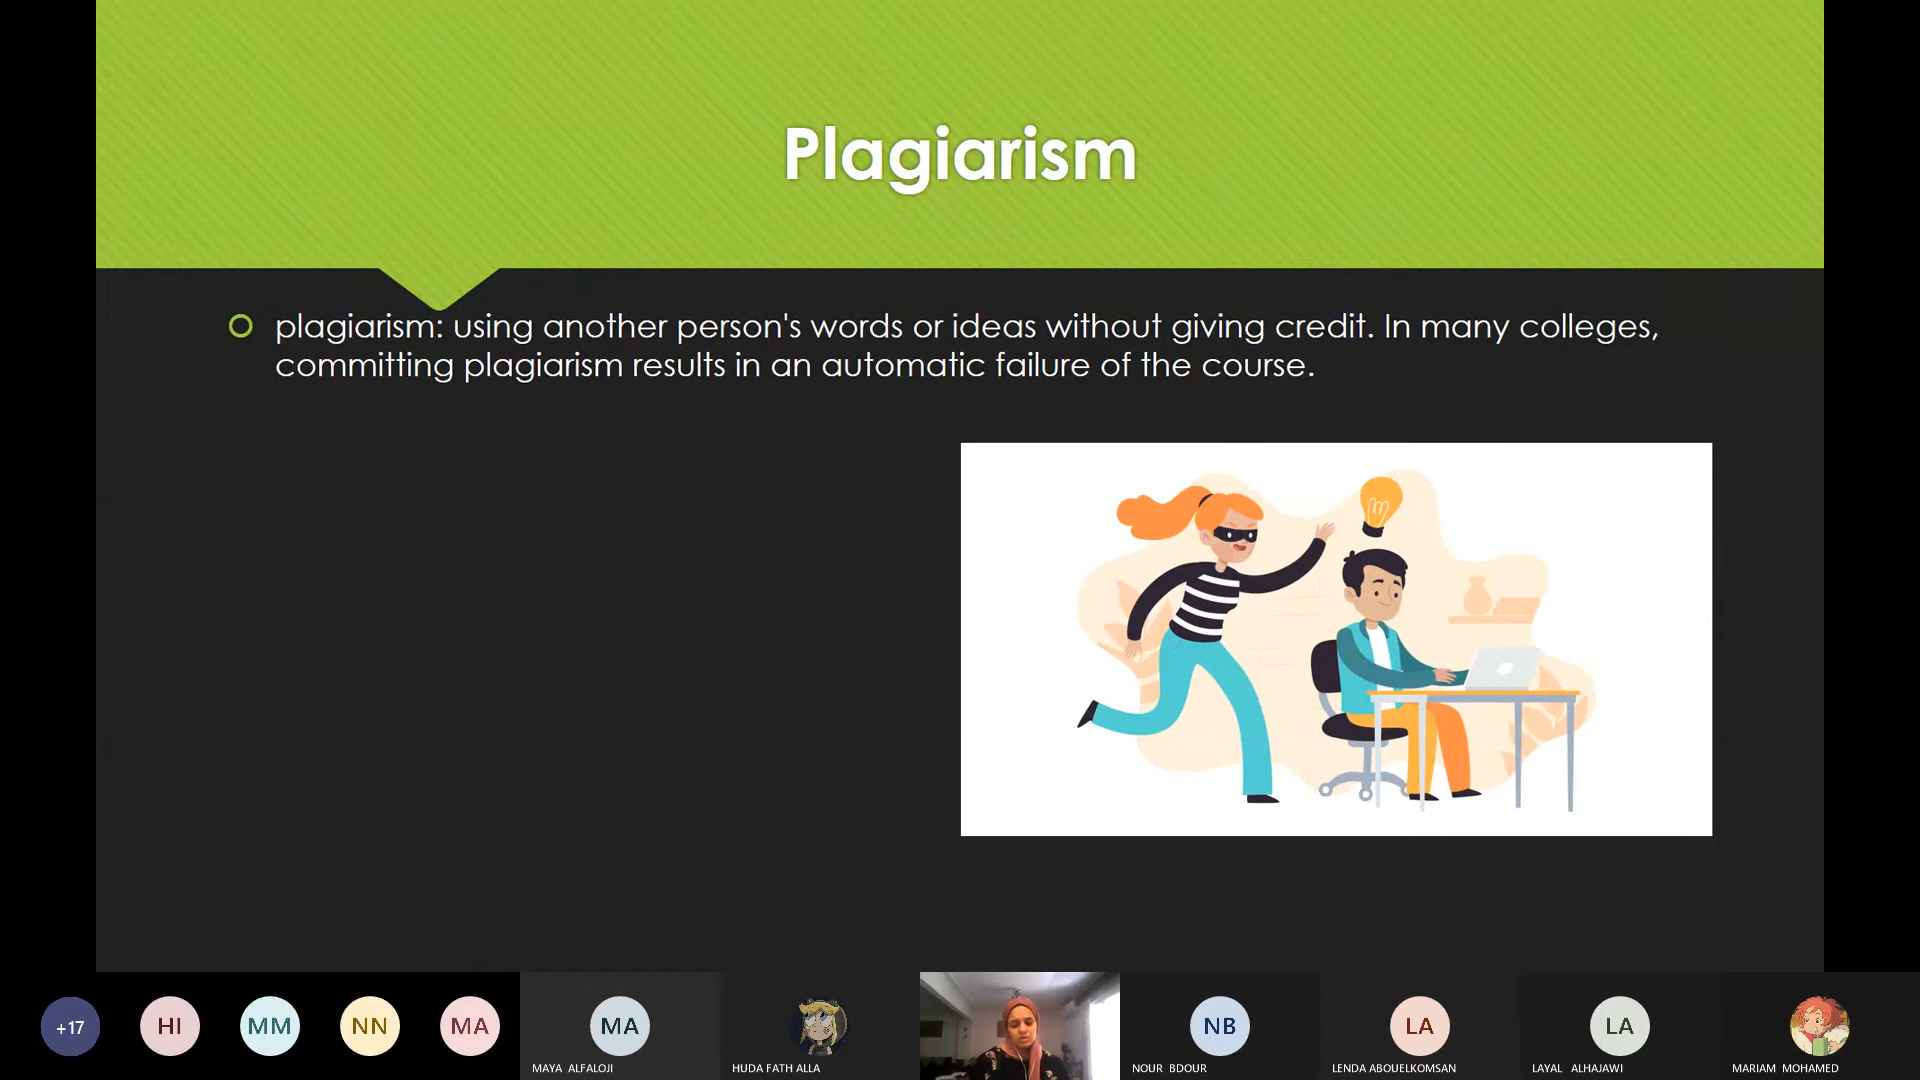 Plagiarism
plagiarism: using another person's words or ideas without giving credit. In many colleges,
committing plagiarism results in an automatic failure of the course.
+17
HI
MM
NN
MA
MA
NB
LA
LA
MAYA ALFALOJI
HUDA FATH ALLA
NOUR BDOUR
LENDA ABOUELKOMSAN
LAYAL ALHAJAWI
MARIAM MOHAMED